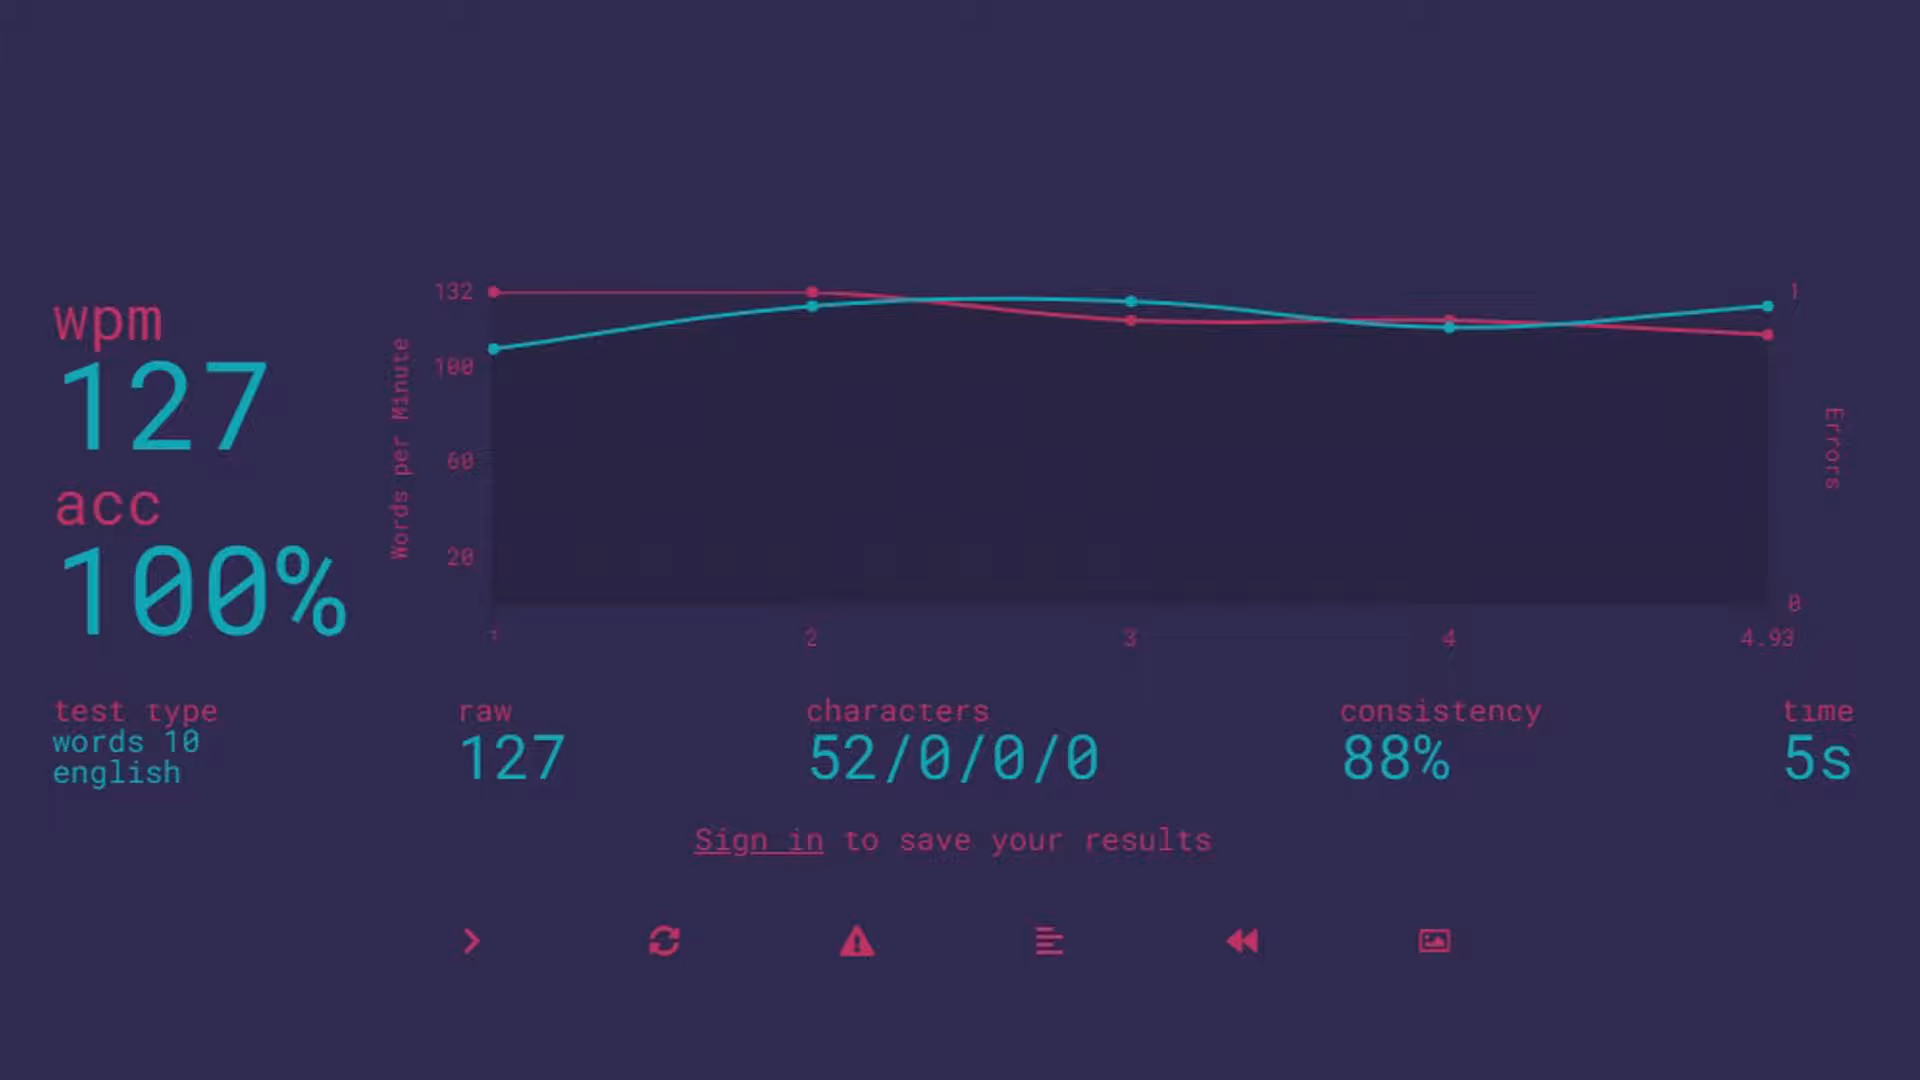 wpm
127
acc
100%
Words per Minute
132
100
60
20
1
2
3
4
4.93
1
0
Errors
test type
words 10
english
raw
127
characters
52/0/0/0
consistency
88%
time
5s
Sign in to save your results